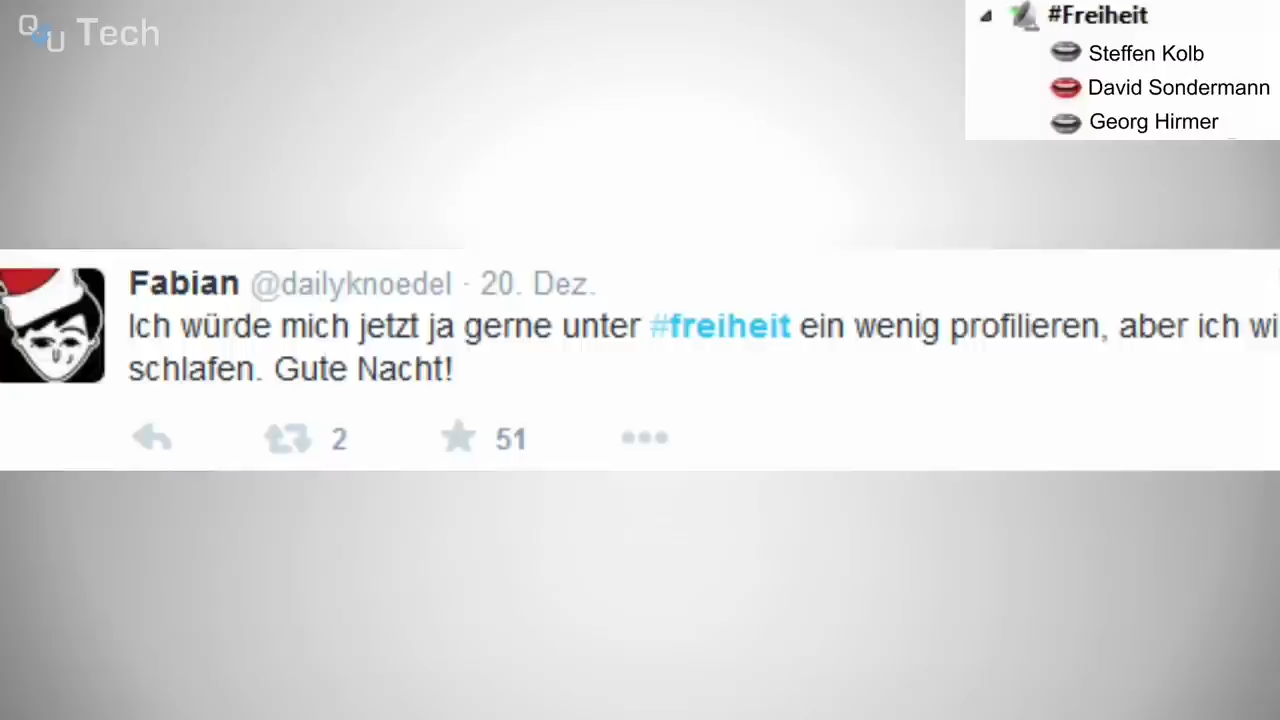 QSU Tech
#Freiheit
Steffen Kolb
David Sondermann
Georg Hirmer
Fabian @dailyknoedel · 20. Dez.
Ich würde mich jetzt ja gerne unter #freiheit ein wenig profilieren, aber ich wi
schlafen. Gute Nacht!
2
51